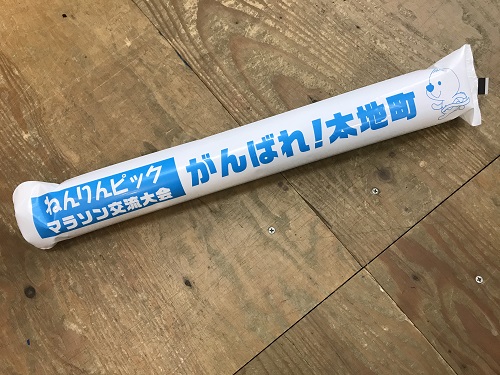 ねんりんピック
マラソン交流大会
がんばれ！太地町